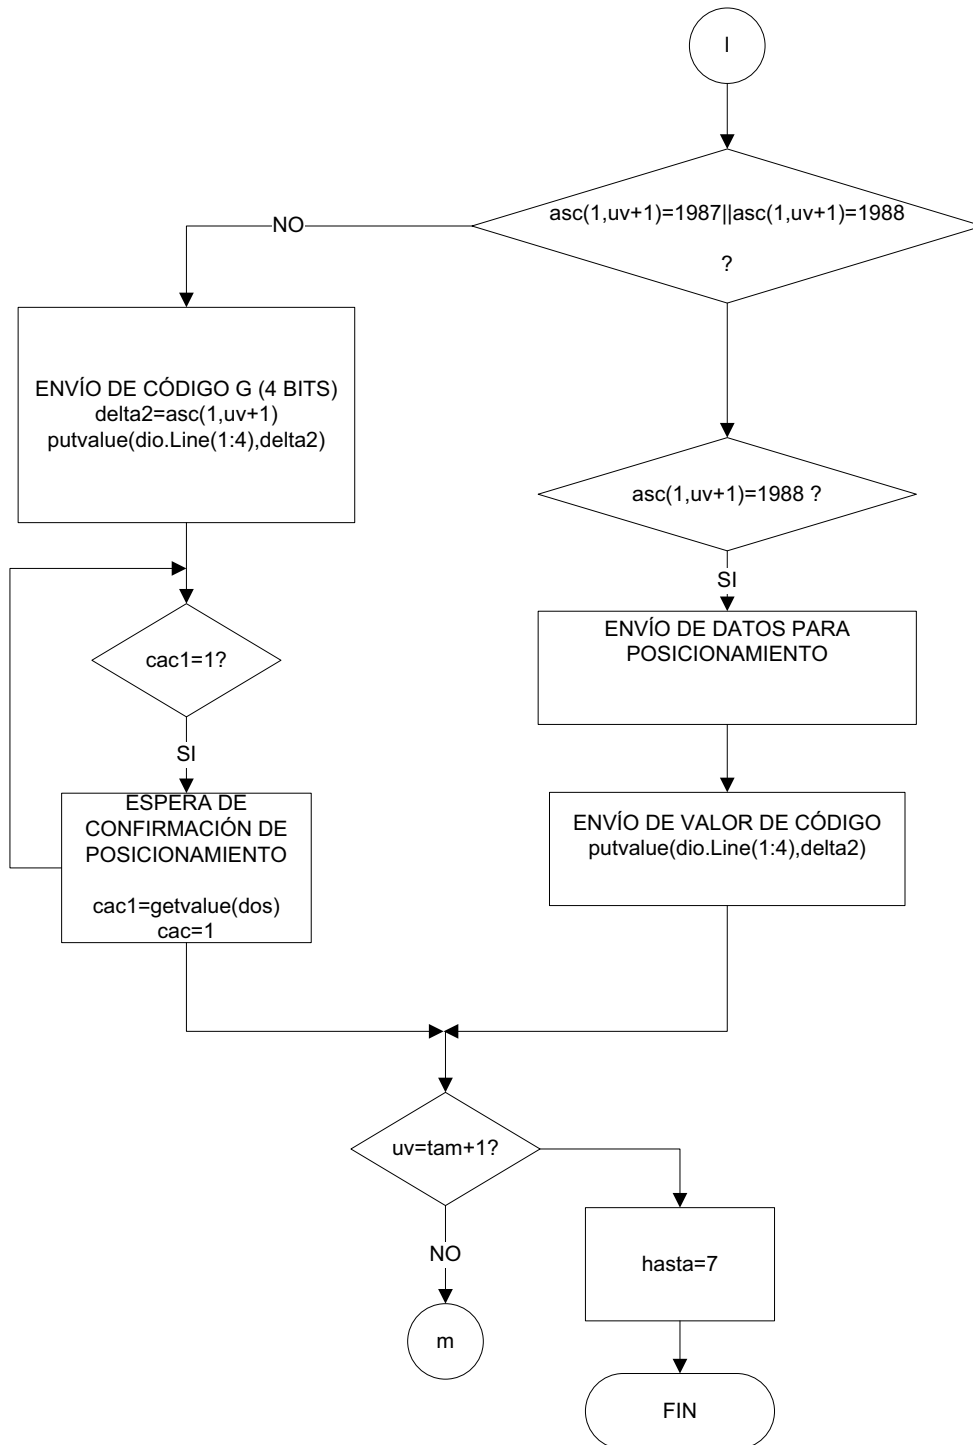 I
asc(1,uv+1)=1987||asc(1,uv+1)=1988
?
NO
ENVÍO DE CÓDIGO G (4 BITS)
delta2=asc(1,uv+1)
putvalue(dio.Line(1:4),delta2)
asc(1,uv+1)=1988 ?
SI
ENVÍO DE DATOS PARA
POSICIONAMIENTO
cac1=1?
SI
ESPERA DE
CONFIRMACIÓN DE
POSICIONAMIENTO
cac1=getvalue(dos)
cac=1
ENVÍO DE VALOR DE CÓDIGO
putvalue(dio.Line(1:4),delta2)
uv=tam+1?
NO
m
hasta=7
FIN